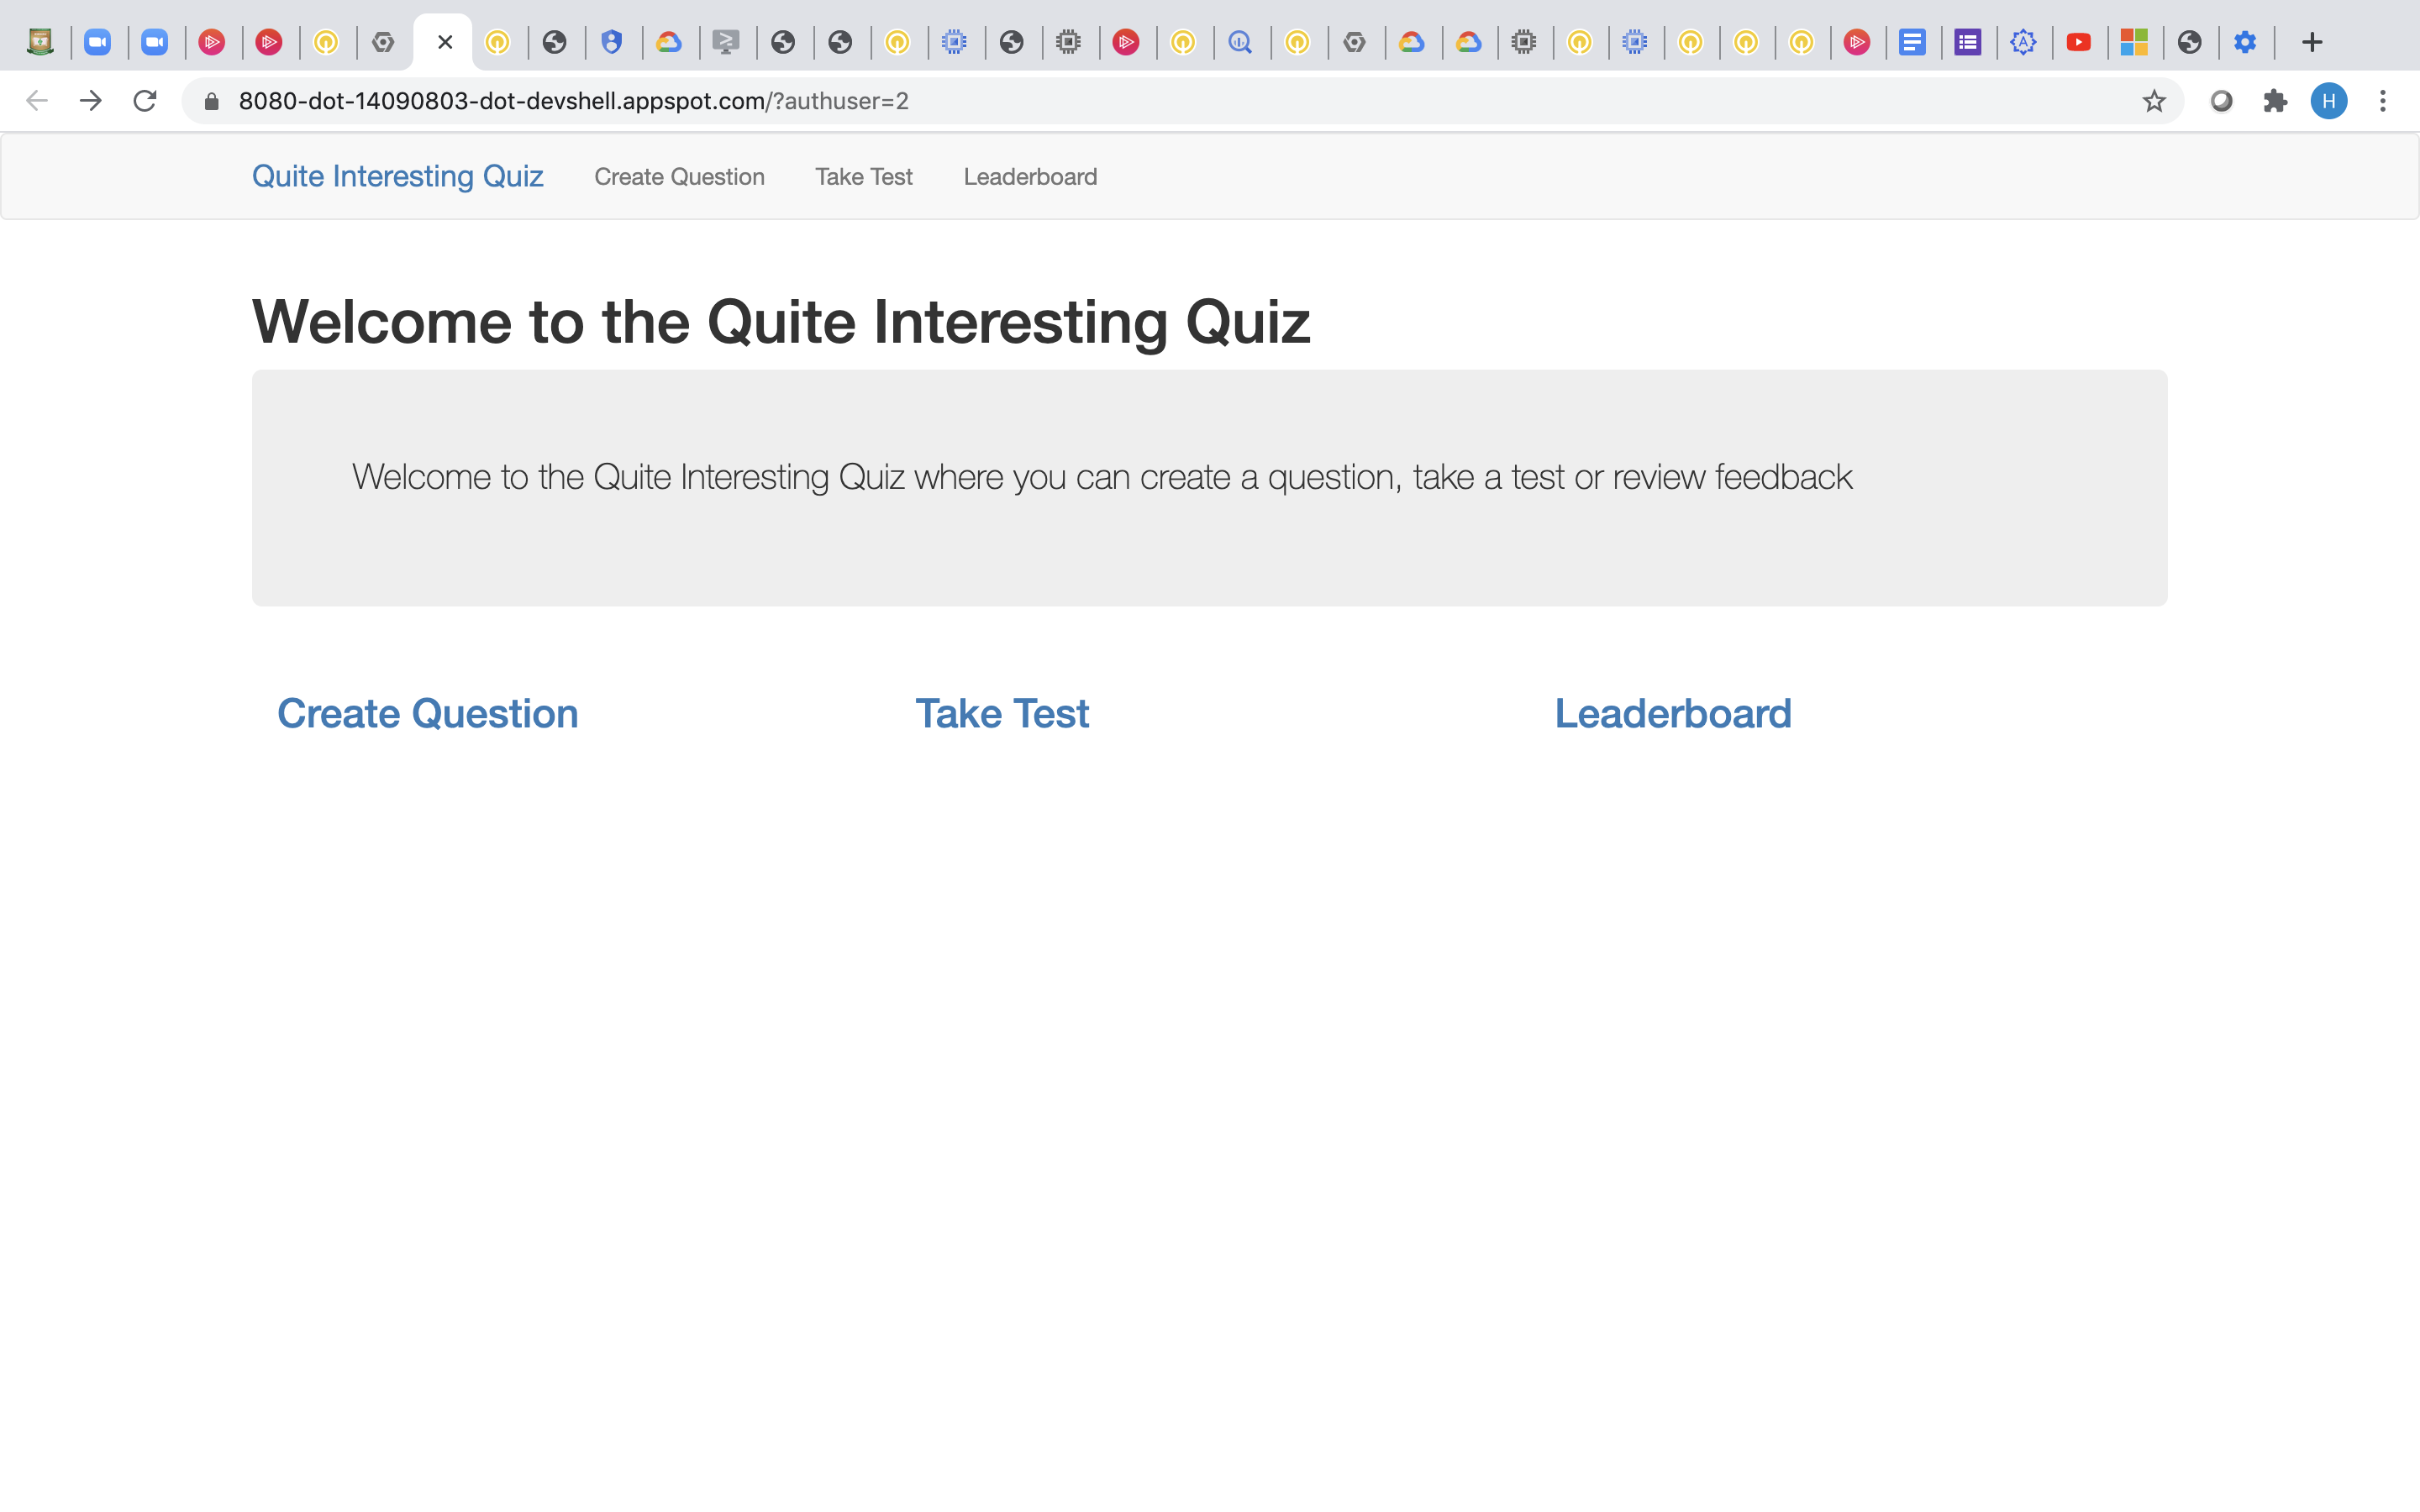 8080-dot-14090803-dot-devshell.appspot.com/?authuser=2
H
Quite Interesting Quiz Create Question Take Test Leaderboard
Welcome to the Quite Interesting Quiz
Welcome to the Quite Interesting Quiz where you can create a question, take a test or review feedback
Create Question Take Test Leaderboard